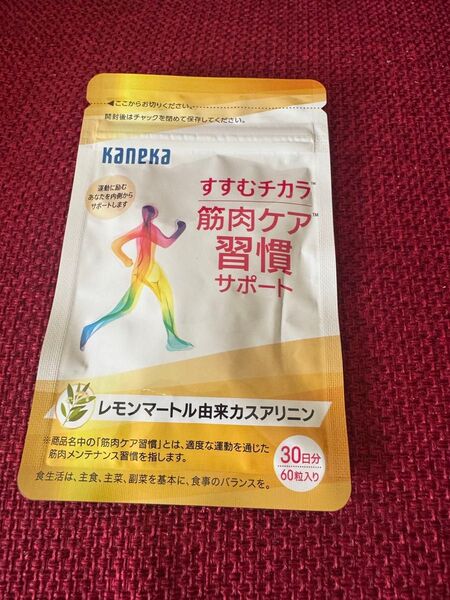 ◀ここからお切りください。
開封後はチャックを閉めて保存してください。
Kaneka
運動に励む
あなたを内側から
サポートします
すすむチカラ™
筋肉ケア™
習慣
サポート
レモンマートル由来カスアリニン
※商品名中の「筋肉ケア習慣」とは、適度な運動を通じた
筋肉メンテナンス習慣を指します。
30日分
60粒入り
食生活は、主食、主菜、副菜を基本に、食事のバランスを。